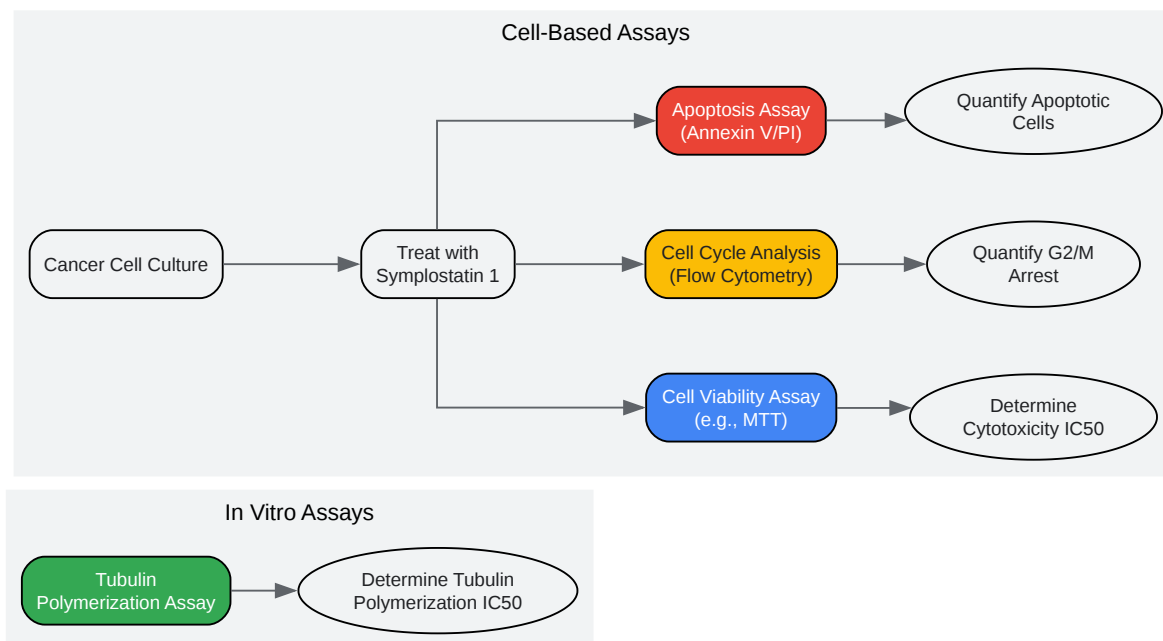 Cell-Based Assays
Apoptosis Assay
(Annexin V/PI)
Quantify Apoptotic
Cells
Cancer Cell Culture
Treat with
Symplostatin 1
Cell Cycle Analysis
(Flow Cytometry)
Quantify G2/M
Arrest
Cell Viability Assay
(e.g., MTT)
Determine
Cytotoxicity IC50
In Vitro Assays
Tubulin
Polymerization Assay
Determine Tubulin
Polymerization IC50